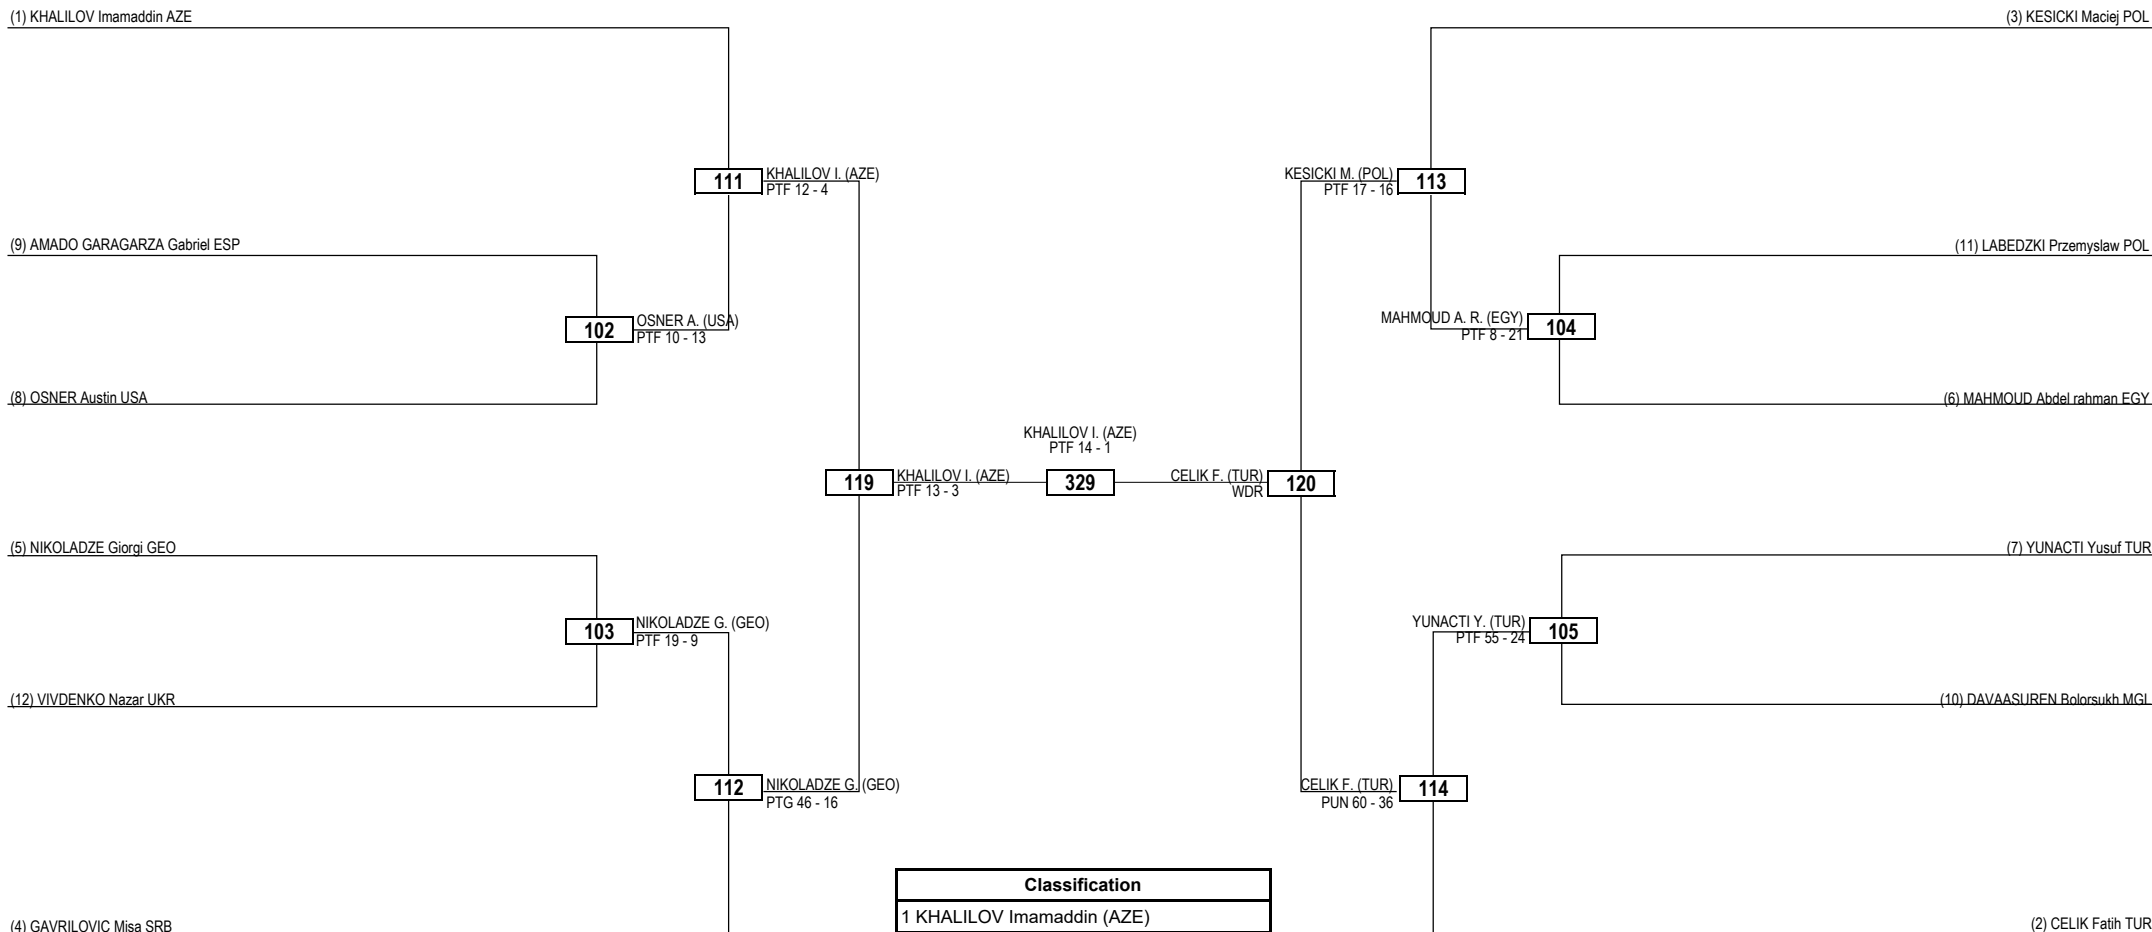 (1) KHALILOV Imamaddin AZE
(3) KESICKI Maciej POL
111
KHALILOV I. (AZE)
PTF 12 - 4
KESICKI M. (POL)
PTF 17 - 16
113
(9) AMADO GARAGARZA Gabriel ESP
(11) LABEDZKI Przemyslaw POL
102
OSNER A. (USA)
PTF 10 - 13
MAHMOUD A. R. (EGY)
PTF 8 - 21
104
(8) OSNER Austin USA
(6) MAHMOUD Abdel rahman EGY
KHALILOV I. (AZE)
PTF 14 - 1
119
KHALILOV I. (AZE)
PTF 13 - 3
329
CELIK F. (TUR)
WDR
120
(5) NIKOLADZE Giorgi GEO
(7) YUNACTI Yusuf TUR
103
NIKOLADZE G. (GEO)
PTF 19 - 9
YUNACTI Y. (TUR)
PTF 55 - 24
105
(12) VIVDENKO Nazar UKR
(10) DAVAASUREN Bolorsukh MGL
112
NIKOLADZE G. (GEO)
PTG 46 - 16
CELIK F. (TUR)
PUN 60 - 36
114
Classification
1 KHALILOV Imamaddin (AZE)
(4) GAVRILOVIC Misa SRB
(2) CELIK Fatih TUR